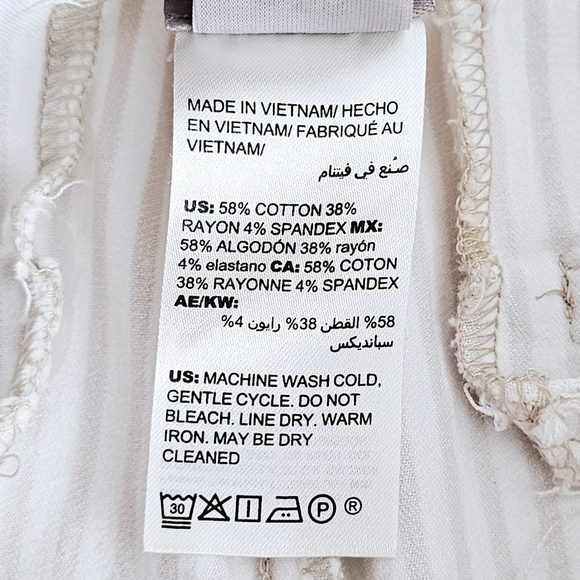 MADE IN VIETNAM/ HECHO
EN VIETNAM/ FABRIQUÉ AU
VIETNAM/
صُنع في فيتنام
US: 58% COTTON 38%
RAYON 4% SPANDEX MX:
58% ALGODÓN 38% rayón
4% elastano CA: 58% COTON
38% RAYONNE 4% SPANDEX
AE/KW:
58% القطن 38% رايون 4%
سبانديكس
US: MACHINE WASH COLD,
GENTLE CYCLE. DO NOT
BLEACH. LINE DRY. WARM
IRON. MAY BE DRY
CLEANED
30 P ®